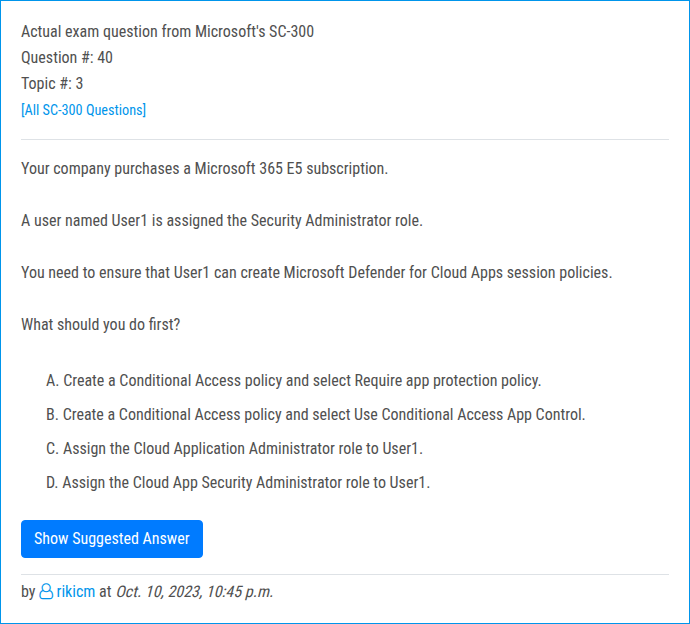 Actual exam question from Microsoft's SC-300
Question #: 40
Topic #: 3
[All SC-300 Questions]
Your company purchases a Microsoft 365 E5 subscription.
A user named User1 is assigned the Security Administrator role.
You need to ensure that User1 can create Microsoft Defender for Cloud Apps session policies.
What should you do first?
A. Create a Conditional Access policy and select Require app protection policy.
B. Create a Conditional Access policy and select Use Conditional Access App Control.
C. Assign the Cloud Application Administrator role to User1.
D. Assign the Cloud App Security Administrator role to User1.
Show Suggested Answer
by rikicm at Oct. 10, 2023, 10:45 p.m.